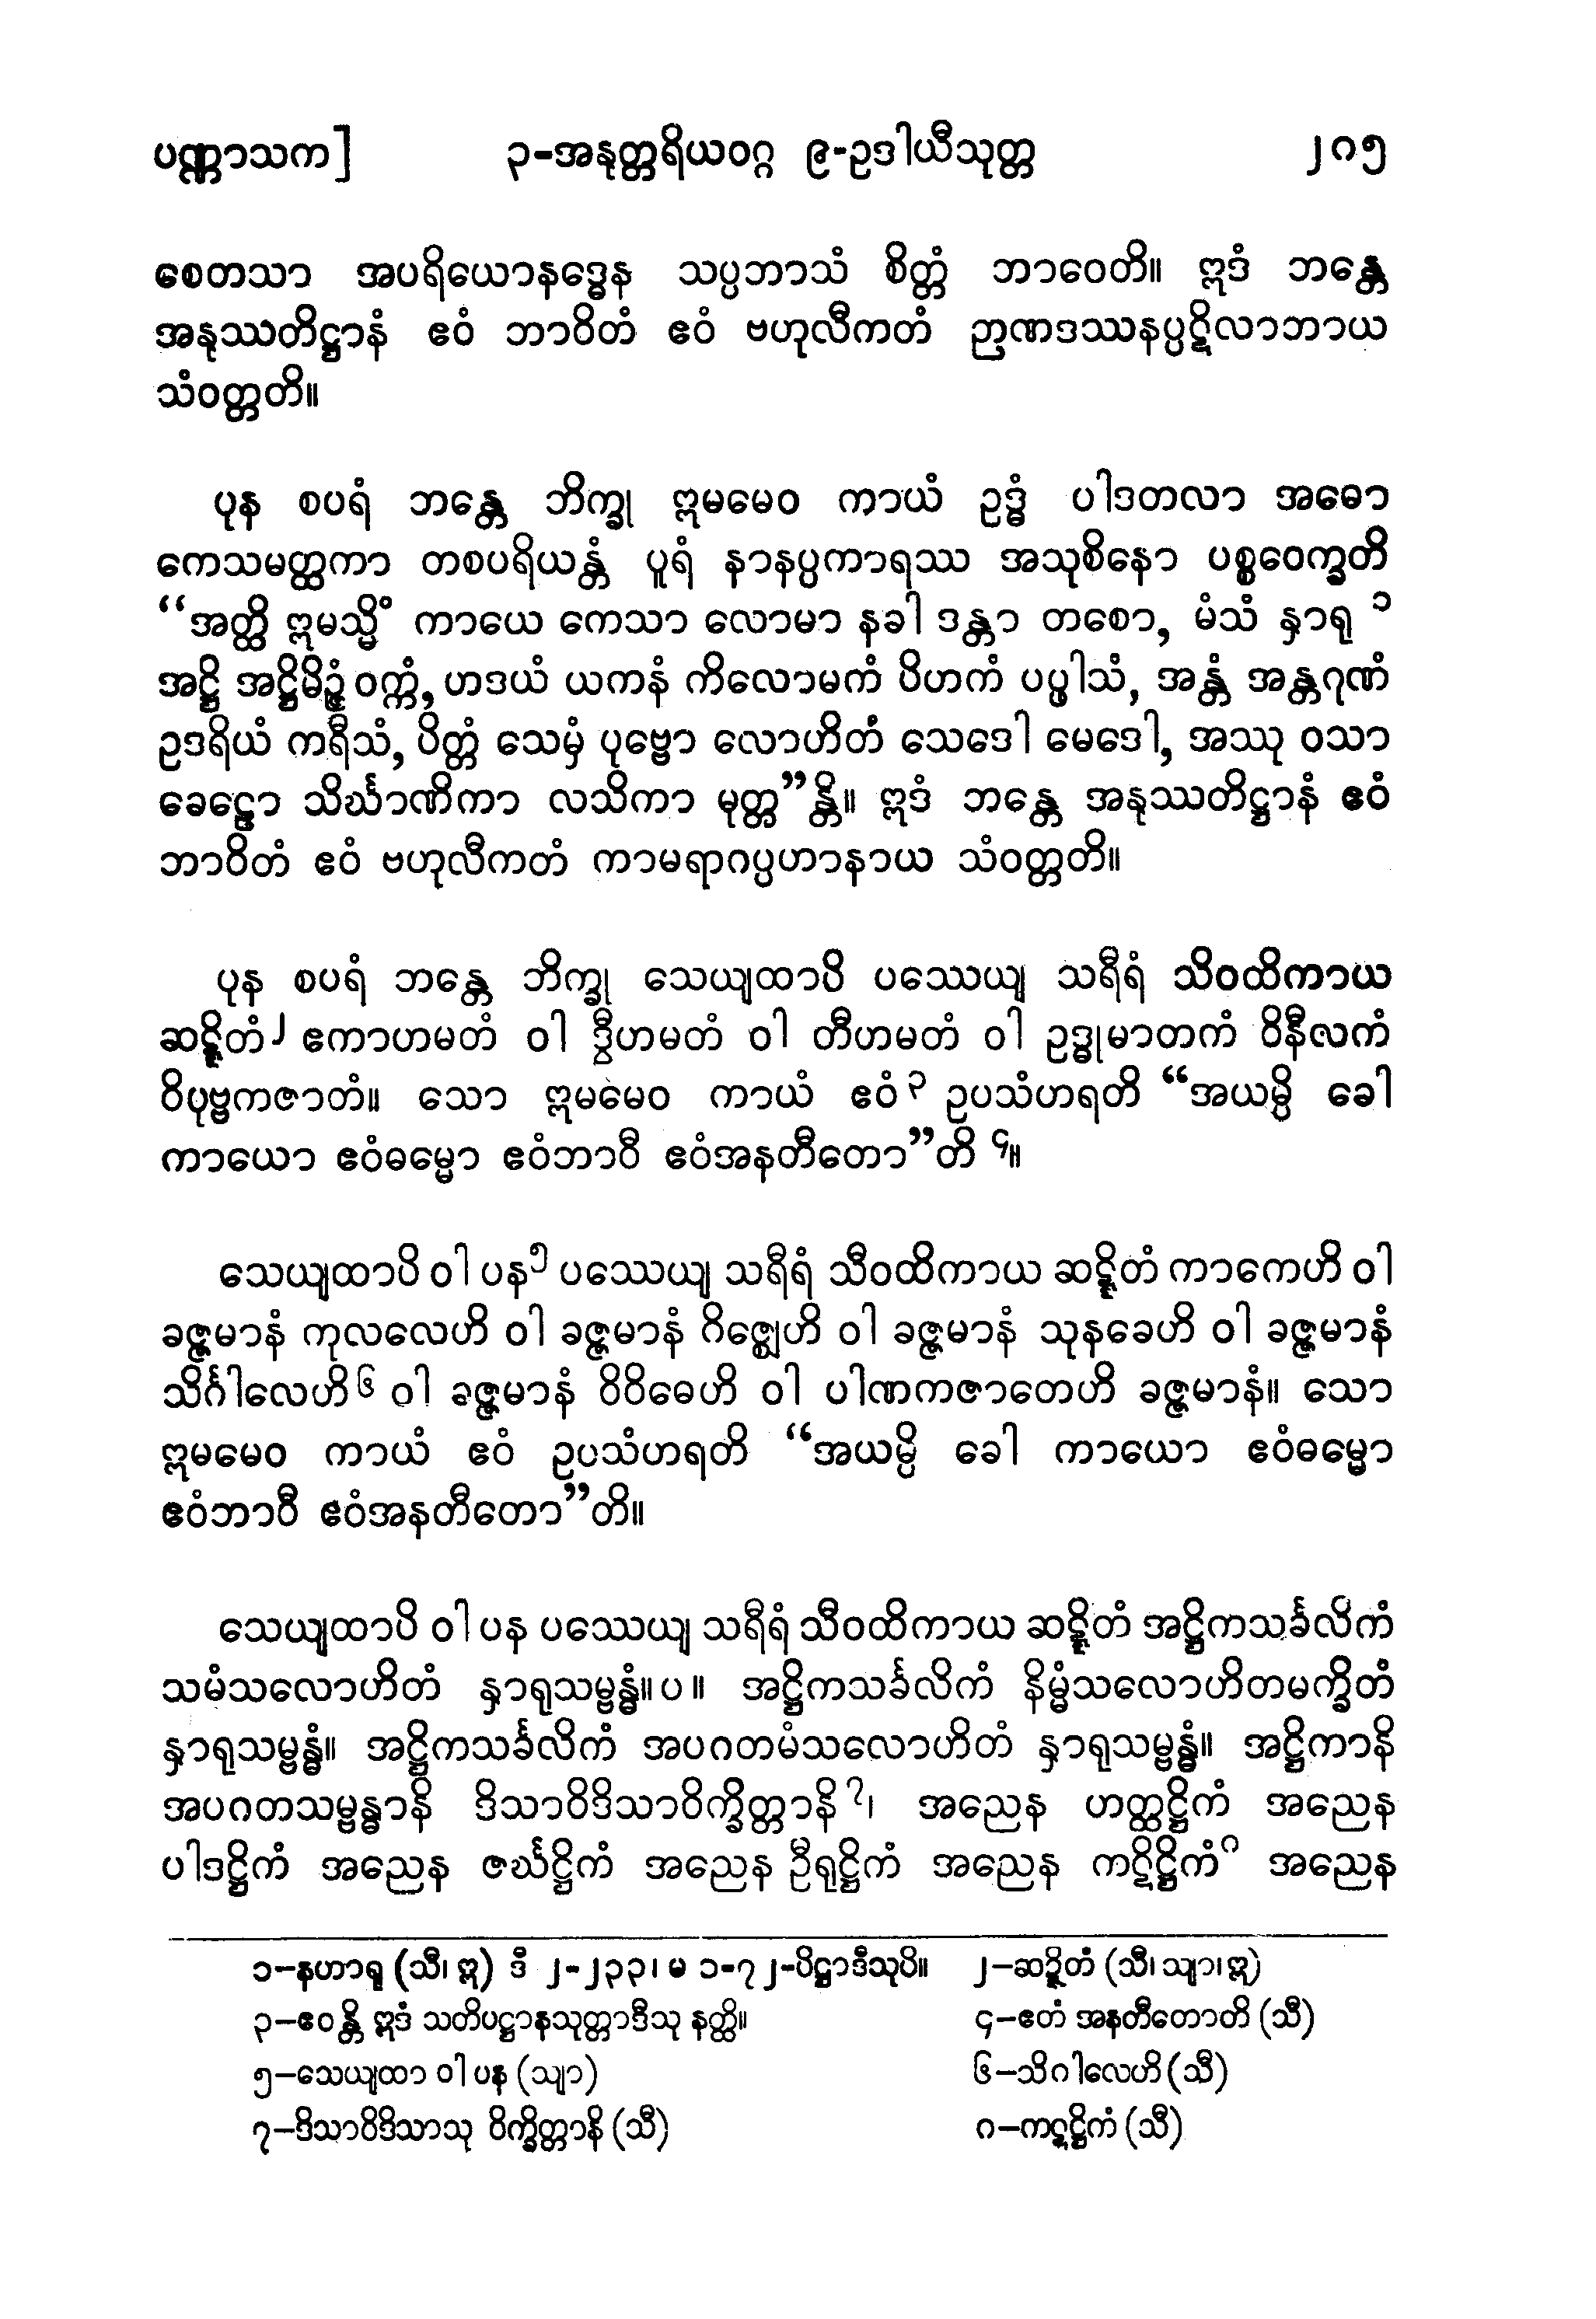 ပဏ္ဏာသက] ၃-အနုတ္တရိယဝဂ္ဂ ၉-ဥဒါယီသုတ္တ ၂၈၅
စေတသာ အပရိယောနဒ္ဓေန သပ္ပဘာသံ စိတ္တံ ဘာဝေတိ။ ဣဒံ ဘန္တေ
အနုဿတိဋ္ဌာနံ ဧဝံ ဘာဝိတံ ဧဝံ ဗဟုလီကတံ ဉာဏဒဿနပ္ပဋိလာဘာယ
သံဝတ္တတိ။
ပုန စပရံ ဘန္တေ ဘိက္ခု ဣမမေဝ ကာယံ ဥဒ္ဓံ ပါဒတလာ အဓော
ကေသမတ္ထကာ တစပရိယန္တံ ပူရံ နာနပ္ပကာရဿ အသုစိနော ပစ္စဝေက္ခတိ
“အတ္ထိ ဣမသ္မိံ ကာယေ ကေသာ လောမာ နခါ ဒန္တာ တစော, မံသံ နှာရု ၁
အဋ္ဌိ အဋ္ဌိမိဉ္ဇံ ဝက္ကံ, ဟဒယံ ယကနံ ကိလောမကံ ပိဟကံ ပပ္ဖါသံ, အန္တံ အန္တဂုဏံ
ဥဒရိယံ ကရီသံ, ပိတ္တံ သေမှံ ပုဗ္ဗော လောဟိတံ သေဒေါ မေဒေါ, အဿု ဝသာ
ခေဠော သိင်္ဃာဏိကာ လသိကာ မုတ္တ”န္တိ။ ဣဒံ ဘန္တေ အနုဿတိဋ္ဌာနံ ဧဝံ
ဘာဝိတံ ဧဝံ ဗဟုလီကတံ ကာမရာဂပ္ပဟာနာယ သံဝတ္တတိ။
ပုန စပရံ ဘန္တေ ဘိက္ခု သေယျထာပိ ပဿေယျ သရီရံ သိဝထိကာယ
ဆဋ္ဋိတံ၂ ဧကာဟမတံ ဝါ ဒွီဟမတံ ဝါ တီဟမတံ ဝါ ဥဒ္ဓုမာတကံ ဝိနီလကံ
ဝိပုဗ္ဗကဇာတံ။ သော ဣမမေဝ ကာယံ ဧဝံ၃ ဥပသံဟရတိ “အယမ္ပိ ခေါ
ကာယော ဧဝံဓမ္မော ဧဝံဘာဝီ ဧဝံအနတီတော”တိ ၄။
သေယျထာပိ ဝါ ပန၅ ပဿေယျ သရီရံ သီဝထိကာယ ဆဋ္ဋိတံ ကာကေဟိ ဝါ
ခဇ္ဇမာနံ ကုလလေဟိ ဝါ ခဇ္ဇမာနံ ဂိဇ္ဈေဟိ ဝါ ခဇ္ဇမာနံ သုနခေဟိ ဝါ ခဇ္ဇမာနံ
သိင်္ဂါလေဟိ၆ ဝါ ခဇ္ဇမာနံ ဝိဝိဓေဟိ ဝါ ပါဏကဇာတေဟိ ခဇ္ဇမာနံ။ သော
ဣမမေဝ ကာယံ ဧဝံ ဥပသံဟရတိ “အယမ္ပိ ခေါ ကာယော ဧဝံဓမ္မော
ဧဝံဘာဝီ ဧဝံအနတီတော”တိ။
သေယျထာပိ ဝါ ပန ပဿေယျ သရီရံ သီဝထိကာယ ဆဋ္ဋိတံ အဋ္ဌိကသင်္ခလိကံ
သမံသလောဟိတံ နှာရုသမ္ဗန္ဓံ။ပ။ အဋ္ဌိကသင်္ခလိကံ နိမ္မံသလောဟိတမက္ခိတံ
နှာရုသမ္ဗန္ဓံ။ အဋ္ဌိကသင်္ခလိကံ အပဂတမံသလောဟိတံ နှာရုသမ္ဗန္ဓံ။ အဋ္ဌိကာနိ
အပဂတသမ္ဗန္ဓာနိ ဒိသာဝိဒိသာဝိက္ခိတ္တာနိ၇၊ အညေန ဟတ္ထဋ္ဌိကံ အညေန
ပါဒဋ္ဌိကံ အညေန ဇင်္ဃဋ္ဌိကံ အညေန ဦရုဋ္ဌိကံ အညေန ကဋိဋ္ဌိကံ၈ အညေန
၁–နဟာရူ (သီ၊ ဣ) ဒီ ၂-၂၃၃၊ မ ၁-၇၂-ပိဋ္ဌာဒီသုပိ။ ၂–ဆဍ္ဍိတံ (သီ၊ သျာ၊ ဣ)
၃–ဧဝန္တိ ဣဒံ သတိပဋ္ဌာနသုတ္တာဒီသု နတ္ထိ။ ၄–ဧတံ အနတီတောတိ (သီ)
၅–သေယျထာ ဝါ ပန (သျာ) ၆–သိဂါလေဟိ (သီ)
၇–ဒိသာဝိဒိသာသု ဝိက္ခိတ္တာနိ (သီ) ၈–ကဋဋ္ဌိကံ (သီ)